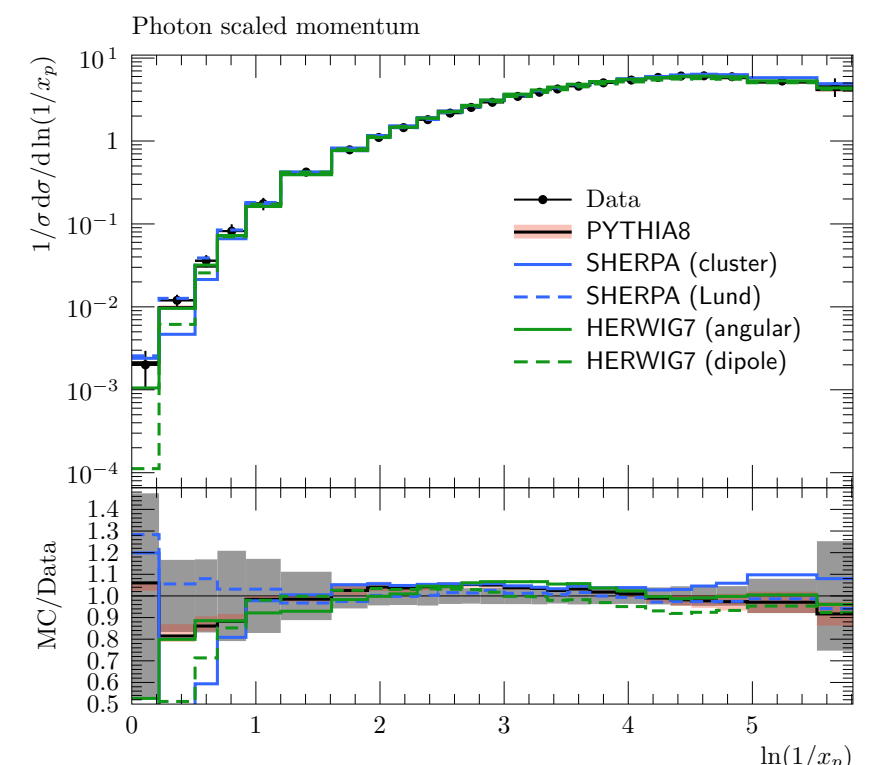 Photon scaled momentum
1/σ dσ/d ln(1/x_p)
10^1
1
10^−1
10^−2
10^−3
10^−4
Data
PYTHIA8
SHERPA (cluster)
SHERPA (Lund)
HERWIG7 (angular)
HERWIG7 (dipole)
MC/Data
1.4
1.3
1.2
1.1
1.0
0.9
0.8
0.7
0.6
0.5
0 1 2 3 4 5
ln(1/x_p)